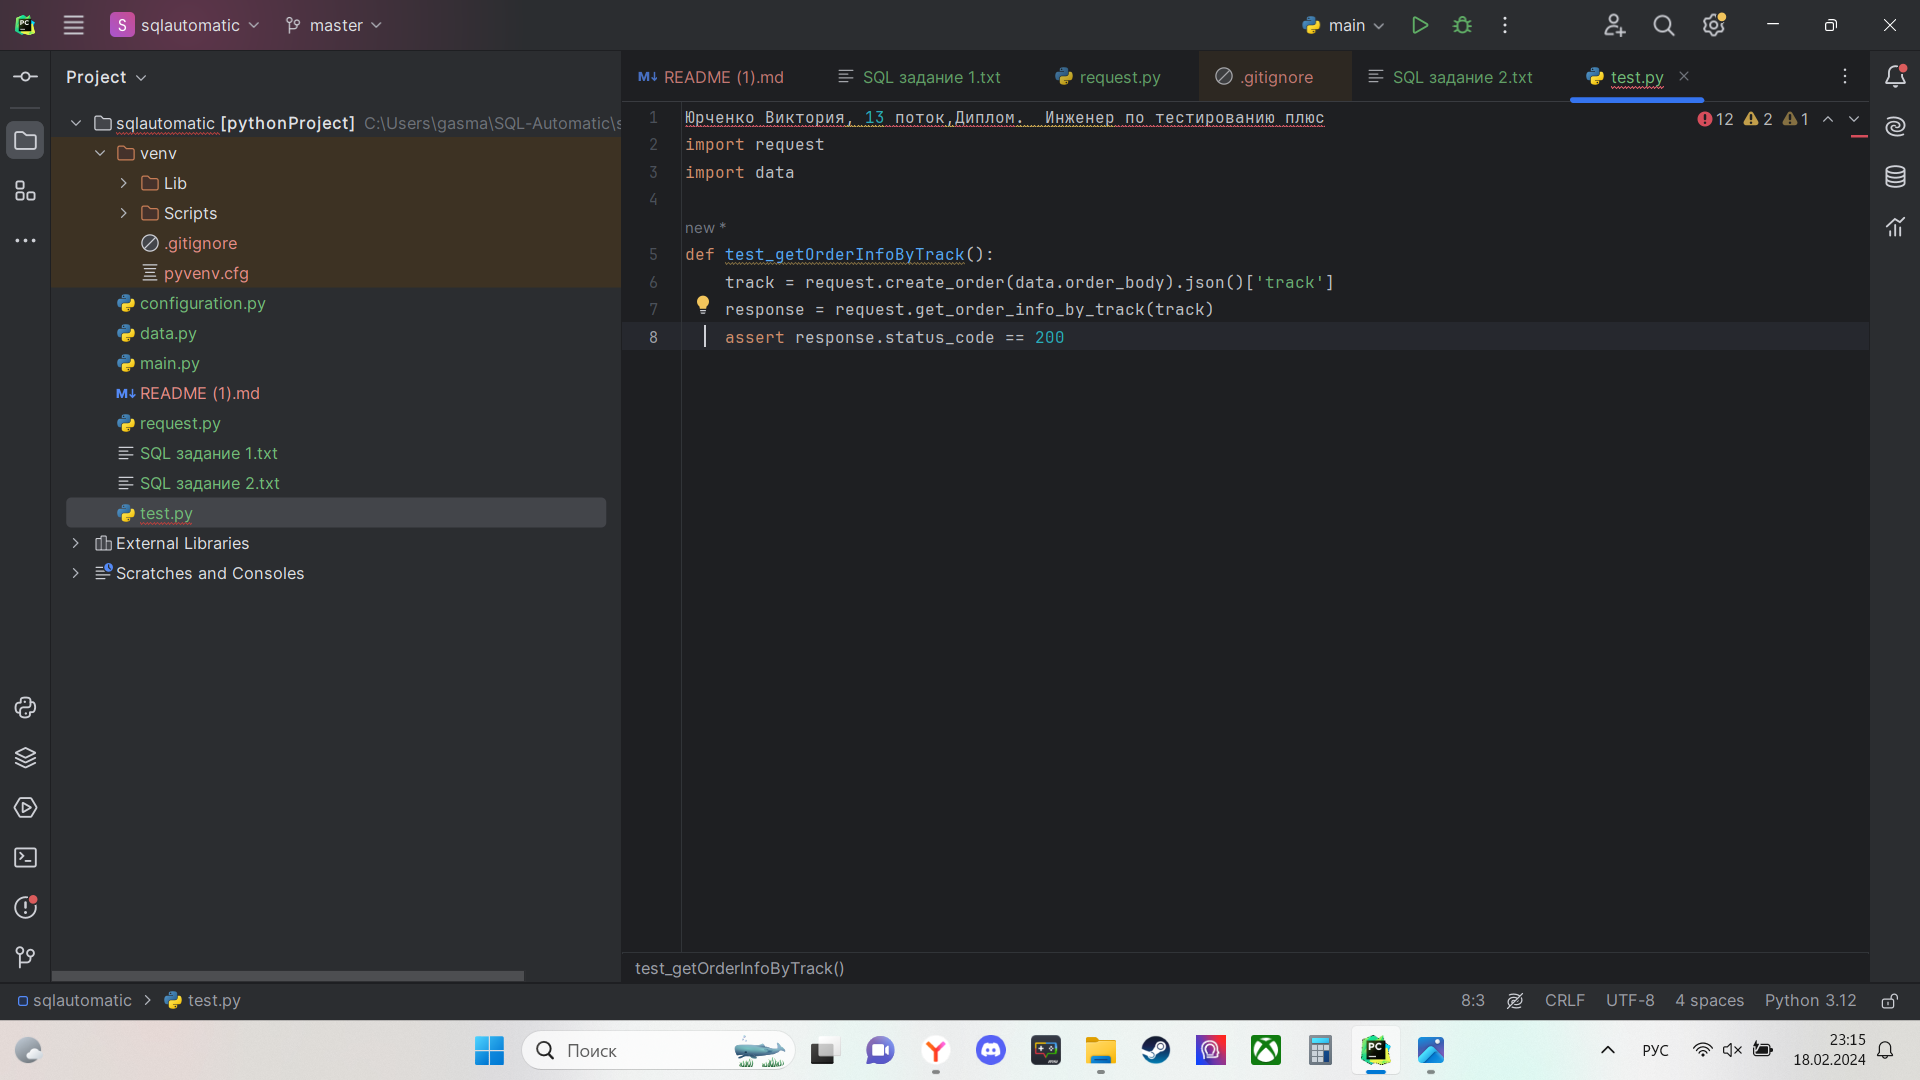 S sqlautomatic
master
main
Project
sqlautomatic [pythonProject] C:\Users\gasma\SQL-Automatic\s
venv
Lib
Scripts
.gitignore
pyvenv.cfg
configuration.py
data.py
main.py
M↓ README (1).md
request.py
SQL задание 1.txt
SQL задание 2.txt
test.py
External Libraries
Scratches and Consoles
M↓ README (1).md
SQL задание 1.txt
request.py
.gitignore
SQL задание 2.txt
test.py
12 2 1
1 Юрченко Виктория, 13 поток,Диплом.  Инженер по тестированию плюс
2 import request
3 import data
4
new *
5 def test_getOrderInfoByTrack():
6     track = request.create_order(data.order_body).json()['track']
7     response = request.get_order_info_by_track(track)
8     assert response.status_code == 200
test_getOrderInfoByTrack()
sqlautomatic > test.py
8:3 CRLF UTF-8 4 spaces Python 3.12
Поиск
РУС
23:15
18.02.2024